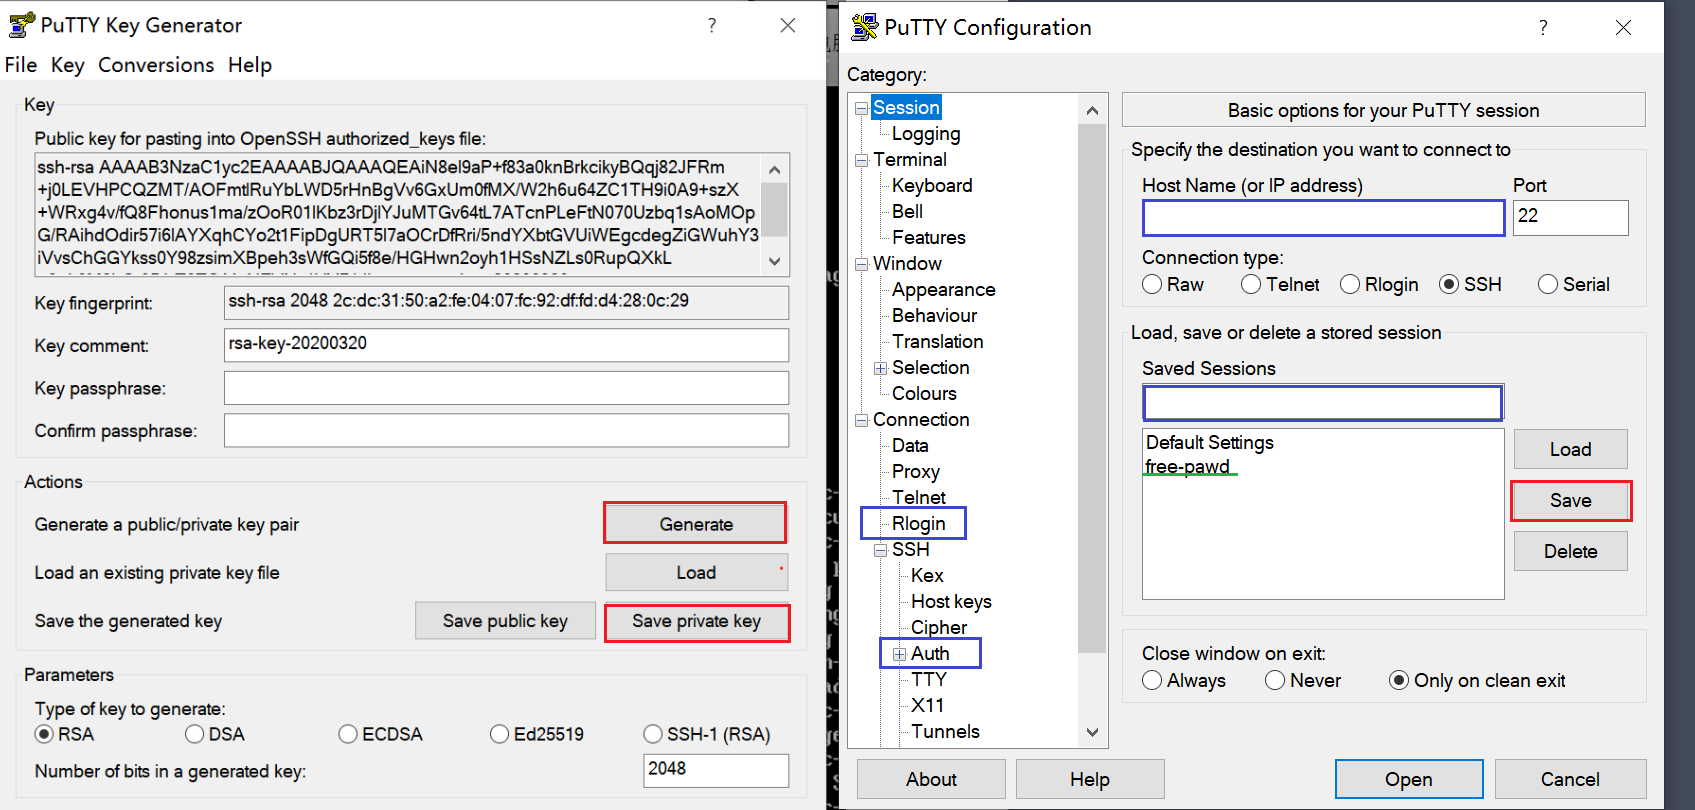 PuTTY Key Generator
File Key Conversions Help
Key
Public key for pasting into OpenSSH authorized_keys file:
ssh-rsa AAAAB3NzaC1yc2EAAAABJQAAAQEAiN8el9aP+f83a0knBrkcikyBQqj82JFRm
+j0LEVHPCQZMT/AOFmtlRuYbLWD5rHnBgVv6GxUm0fMX/W2h6u64ZC1TH9i0A9+szX
+WRxg4v/fQ8Fhonus1ma/zOoR01lKbz3rDjlYJuMTGv64tL7ATcnPLeFtN070Uzbq1sAoMOp
G/RAihdOdir57i6lAYXqhCYo2t1FipDgURT5l7aOCrDfRri/5ndYXbtGVUiWEgcdegZiGWuhY3
iVvsChGGYkss0Y98zsimXBpeh3sWfGQi5f8e/HGHwn2oyh1HSsNZLs0RupQXkL
Key fingerprint:
ssh-rsa 2048 2c:dc:31:50:a2:fe:04:07:fc:92:df:fd:d4:28:0c:29
Key comment:
rsa-key-20200320
Key passphrase:
Confirm passphrase:
Actions
Generate a public/private key pair
Generate
Load an existing private key file
Load
Save the generated key
Save public key
Save private key
Parameters
Type of key to generate:
RSA DSA ECDSA Ed25519 SSH-1 (RSA)
Number of bits in a generated key:
2048
PuTTY Configuration
Category:
Session
Logging
Terminal
Keyboard
Bell
Features
Window
Appearance
Behaviour
Translation
Selection
Colours
Connection
Data
Proxy
Telnet
Rlogin
SSH
Kex
Host keys
Cipher
Auth
TTY
X11
Tunnels
About
Help
Basic options for your PuTTY session
Specify the destination you want to connect to
Host Name (or IP address)
Port
22
Connection type:
Raw Telnet Rlogin SSH Serial
Load, save or delete a stored session
Saved Sessions
Default Settings
free-pawd
Load
Save
Delete
Close window on exit:
Always Never Only on clean exit
Open
Cancel